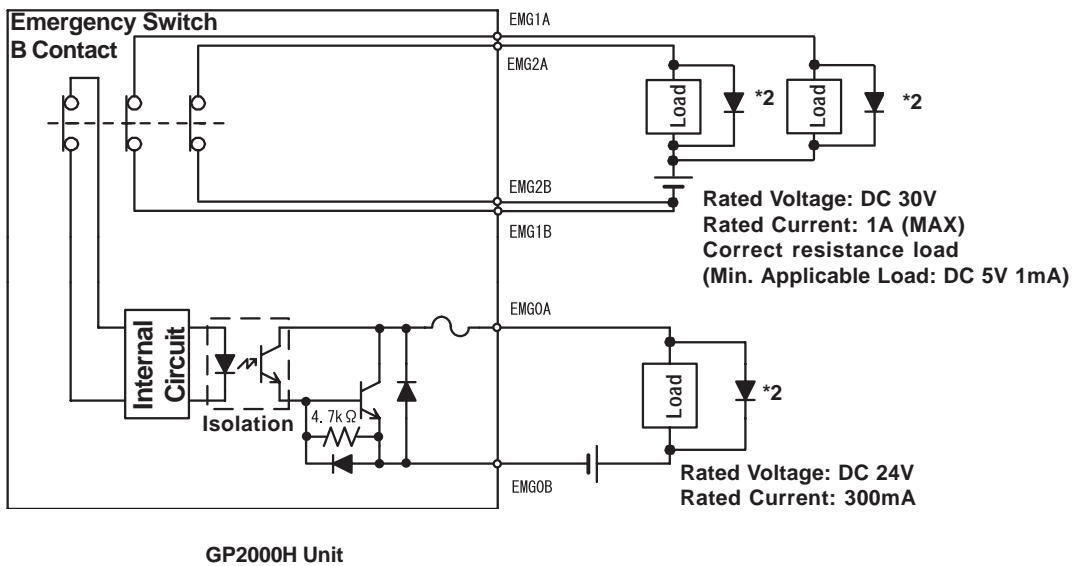 Emergency Switch
B Contact
EMG1A
EMG2A
Load
*2
Load
*2
EMG2B
EMG1B
Rated Voltage: DC 30V
Rated Current: 1A (MAX)
Correct resistance load
(Min. Applicable Load: DC 5V 1mA)
EMG0A
Internal
Circuit
Isolation
4.7kΩ
Load
*2
EMG0B
Rated Voltage: DC 24V
Rated Current: 300mA
GP2000H Unit